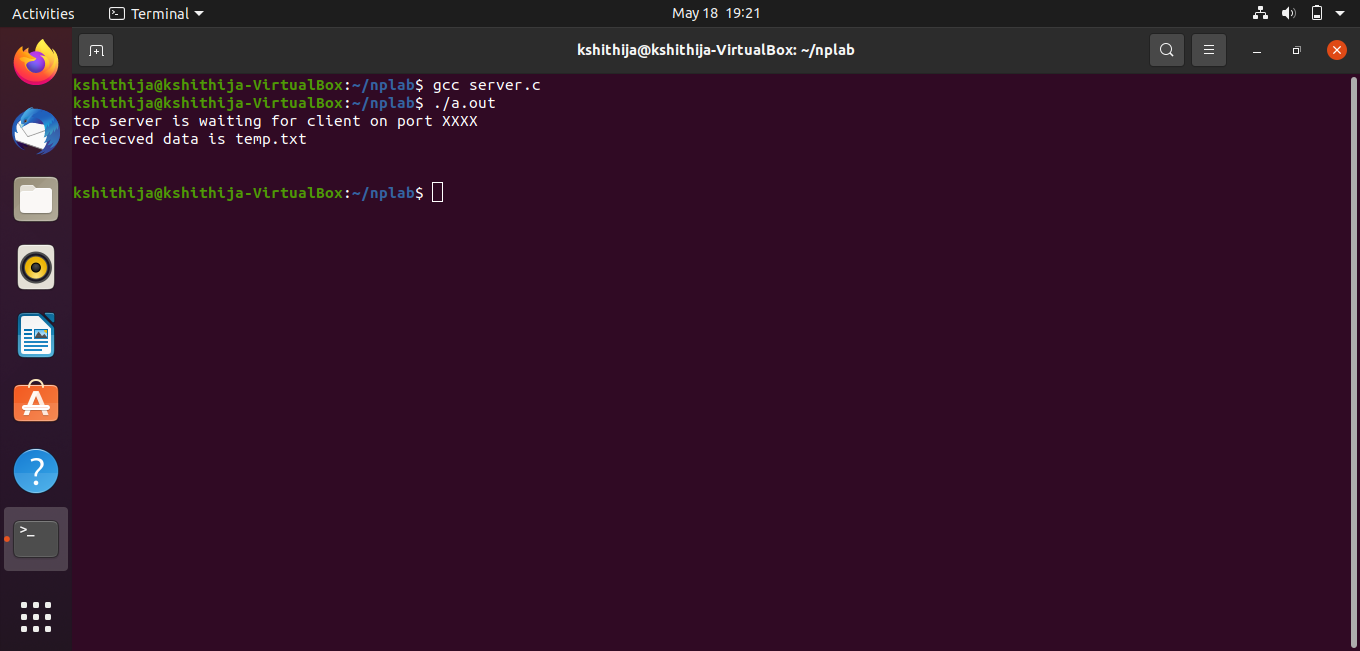 Activities Terminal May 18 19:21
kshithija@kshithija-VirtualBox: ~/nplab
kshithija@kshithija-VirtualBox:~/nplab$ gcc server.c
kshithija@kshithija-VirtualBox:~/nplab$ ./a.out
tcp server is waiting for client on port XXXX
reciecved data is temp.txt
kshithija@kshithija-VirtualBox:~/nplab$